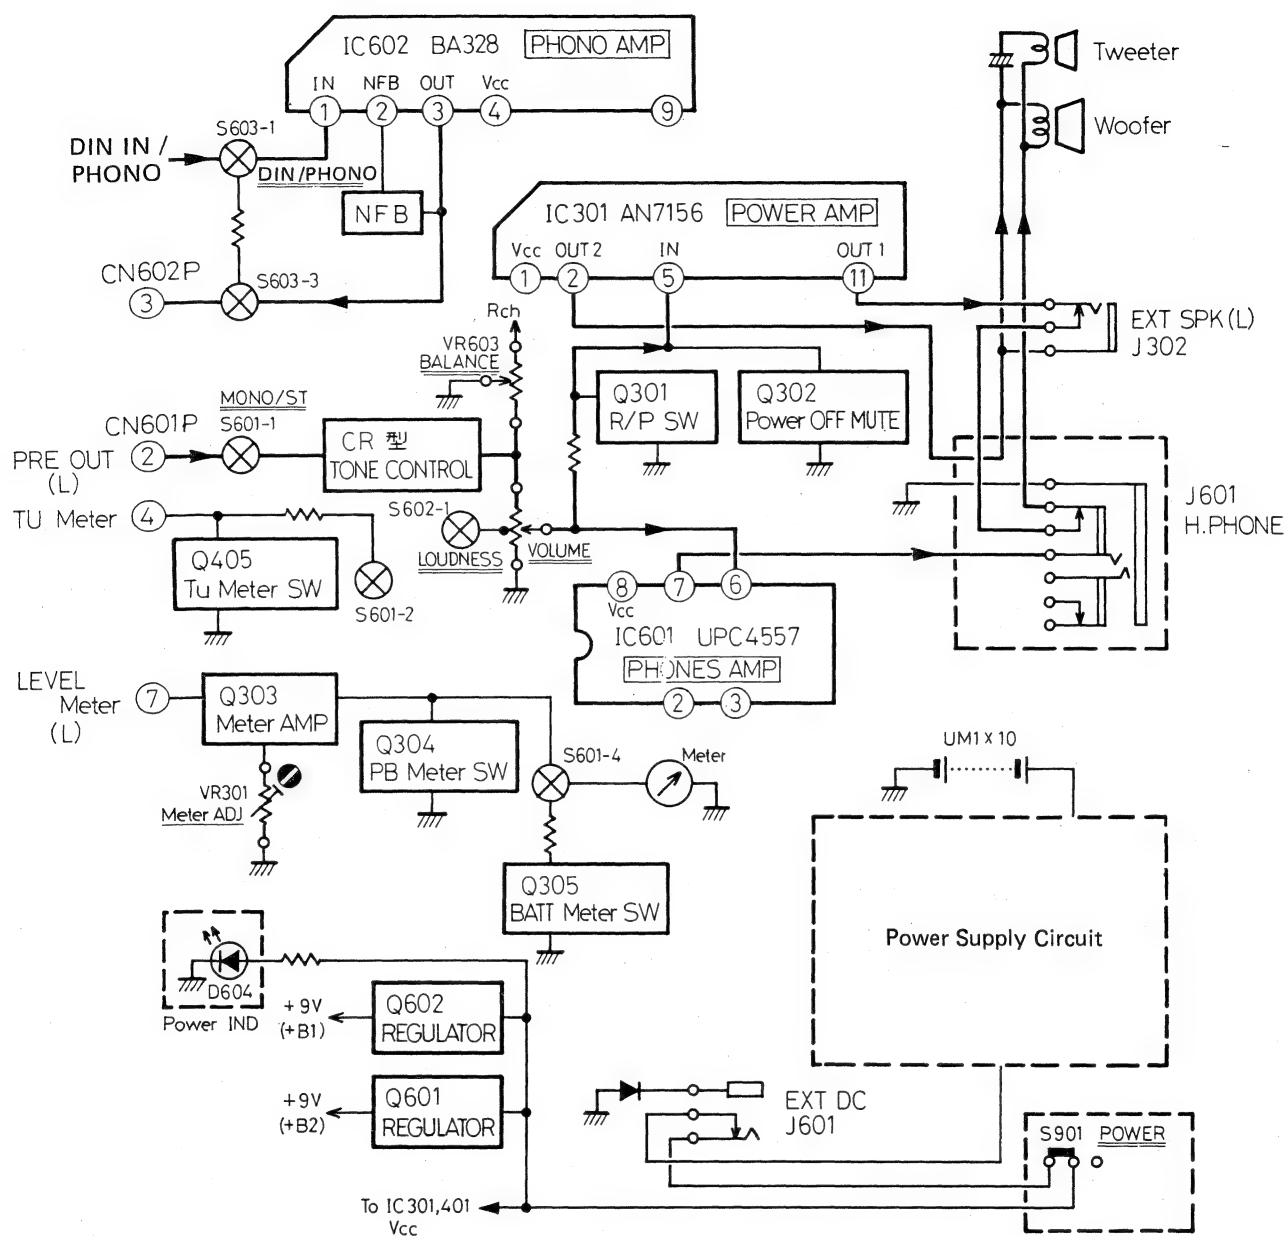 IC602 BA328 PHONO AMP
IN NFB OUT Vcc
1 2 3 4 9
S603-1
DIN IN /
PHONO
DIN/PHONO
NFB
CN602P
3
S603-3
Tweeter
Woofer
IC301 AN7156 POWER AMP
Vcc OUT 2 IN OUT 1
1 2 5 11
EXT SPK(L)
J302
Rch
VR603
BALANCE
Q301
R/P SW
Q302
Power OFF MUTE
MONO/ST
CN601P S601-1
2
PRE OUT
(L)
CR 型
TONE CONTROL
TU Meter 4
S602-1
LOUDNESS
VOLUME
J601
H.PHONE
Q405
Tu Meter SW
S601-2
8 7 6
Vcc
IC601 UPC4557
PHONES AMP
2 3
LEVEL
Meter
(L)
7
Q303
Meter AMP
Q304
PB Meter SW
S601-4
Meter
VR301
Meter ADJ
UM1 x 10
Q305
BATT Meter SW
Power Supply Circuit
D604
Power IND
+9V
(+B1)
Q602
REGULATOR
+9V
(+B2)
Q601
REGULATOR
EXT DC
J601
S901 POWER
To IC301,401
Vcc